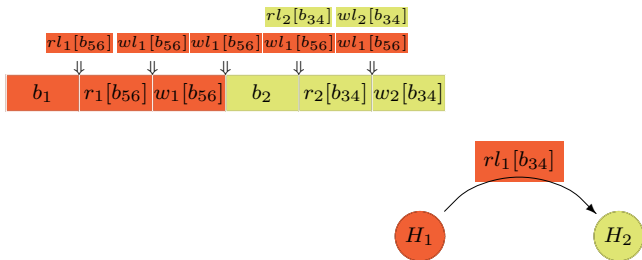 rl₂[b₃₄] wl₂[b₃₄]
rl₁[b₅₆] wl₁[b₅₆] wl₁[b₅₆] wl₁[b₅₆] wl₁[b₅₆]
⇓ ⇓ ⇓ ⇓ ⇓
b₁ r₁[b₅₆] w₁[b₅₆] b₂ r₂[b₃₄] w₂[b₃₄]
rl₁[b₃₄]
H₁ H₂